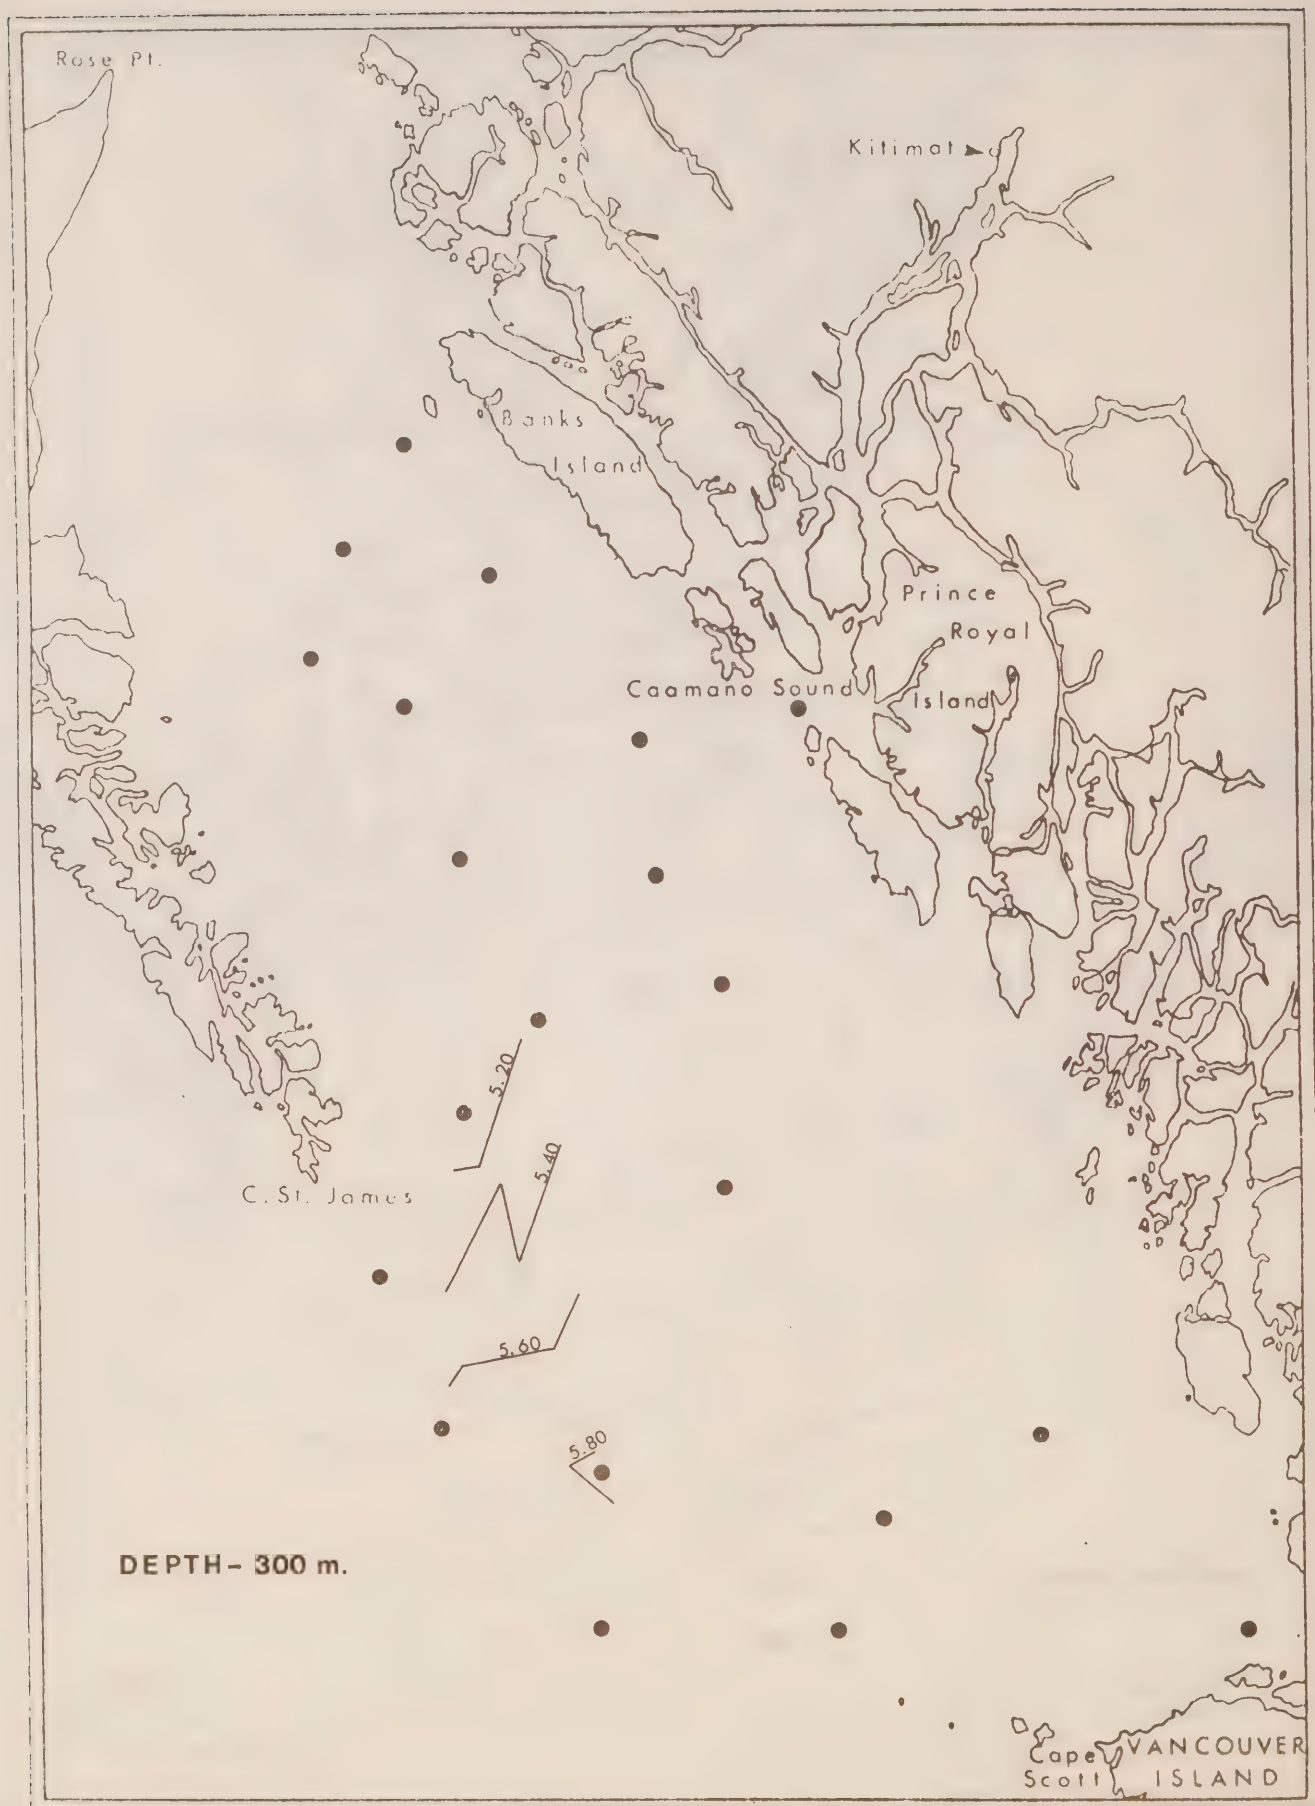 Rose Pt.
Kitimat
Banks
Island
Prince
Royal
Island
Caamano Sound
5.20
5.40
C. St. James
5.60
5.80
DEPTH- 300 m.
Cape
Scott
VANCOUVER
ISLAND